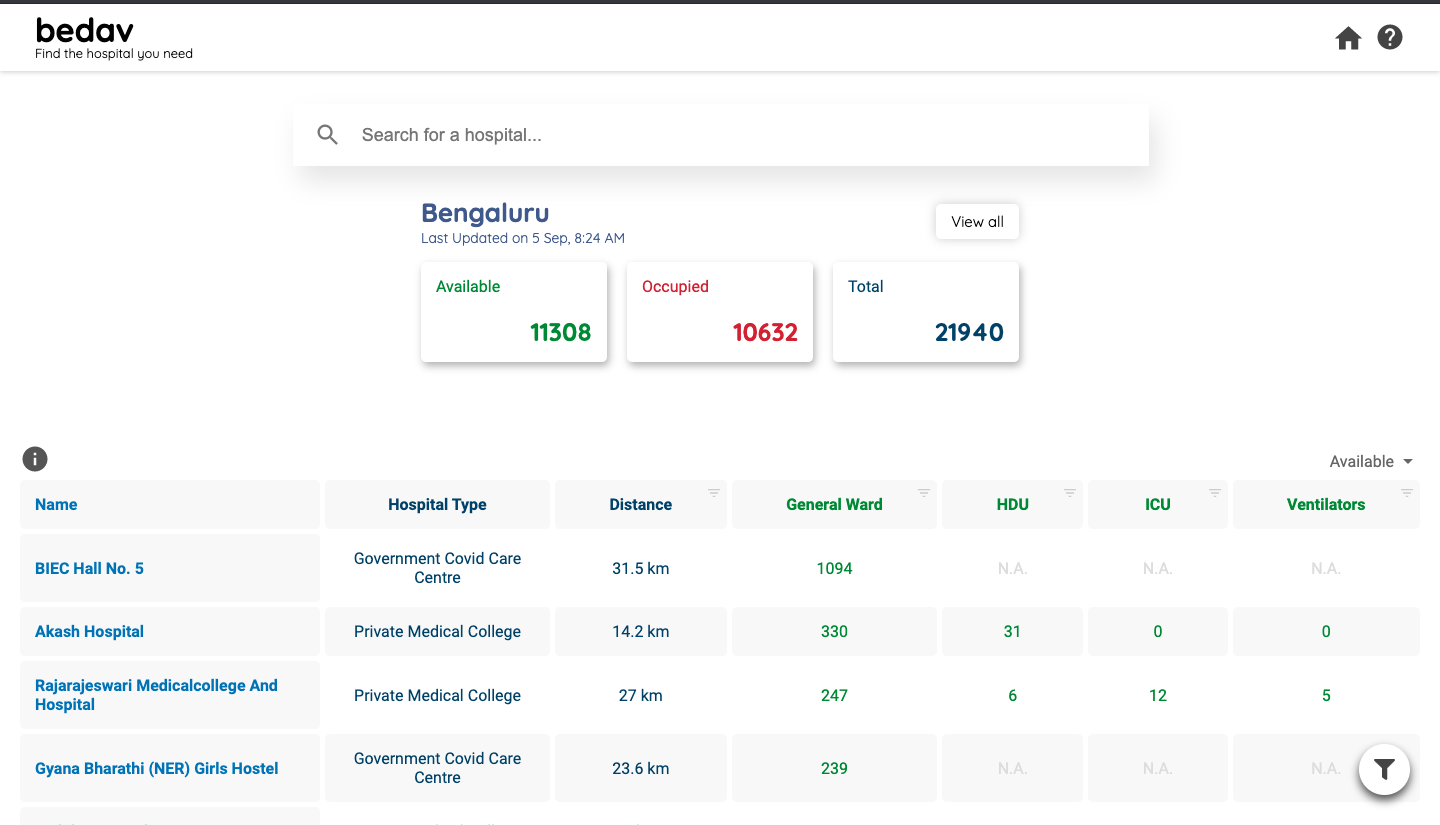 bedav
Find the hospital you need
Search for a hospital...
Bengaluru
Last Updated on 5 Sep, 8:24 AM
View all
Available
Occupied
Total
11308
10632
21940
Available
Name Hospital Type Distance General Ward HDU ICU Ventilators
BIEC Hall No. 5 Government Covid Care Centre 31.5 km 1094 N.A. N.A. N.A.
Akash Hospital Private Medical College 14.2 km 330 31 0 0
Rajarajeswari Medicalcollege And Hospital Private Medical College 27 km 247 6 12 5
Gyana Bharathi (NER) Girls Hostel Government Covid Care Centre 23.6 km 239 N.A. N.A. N.A.